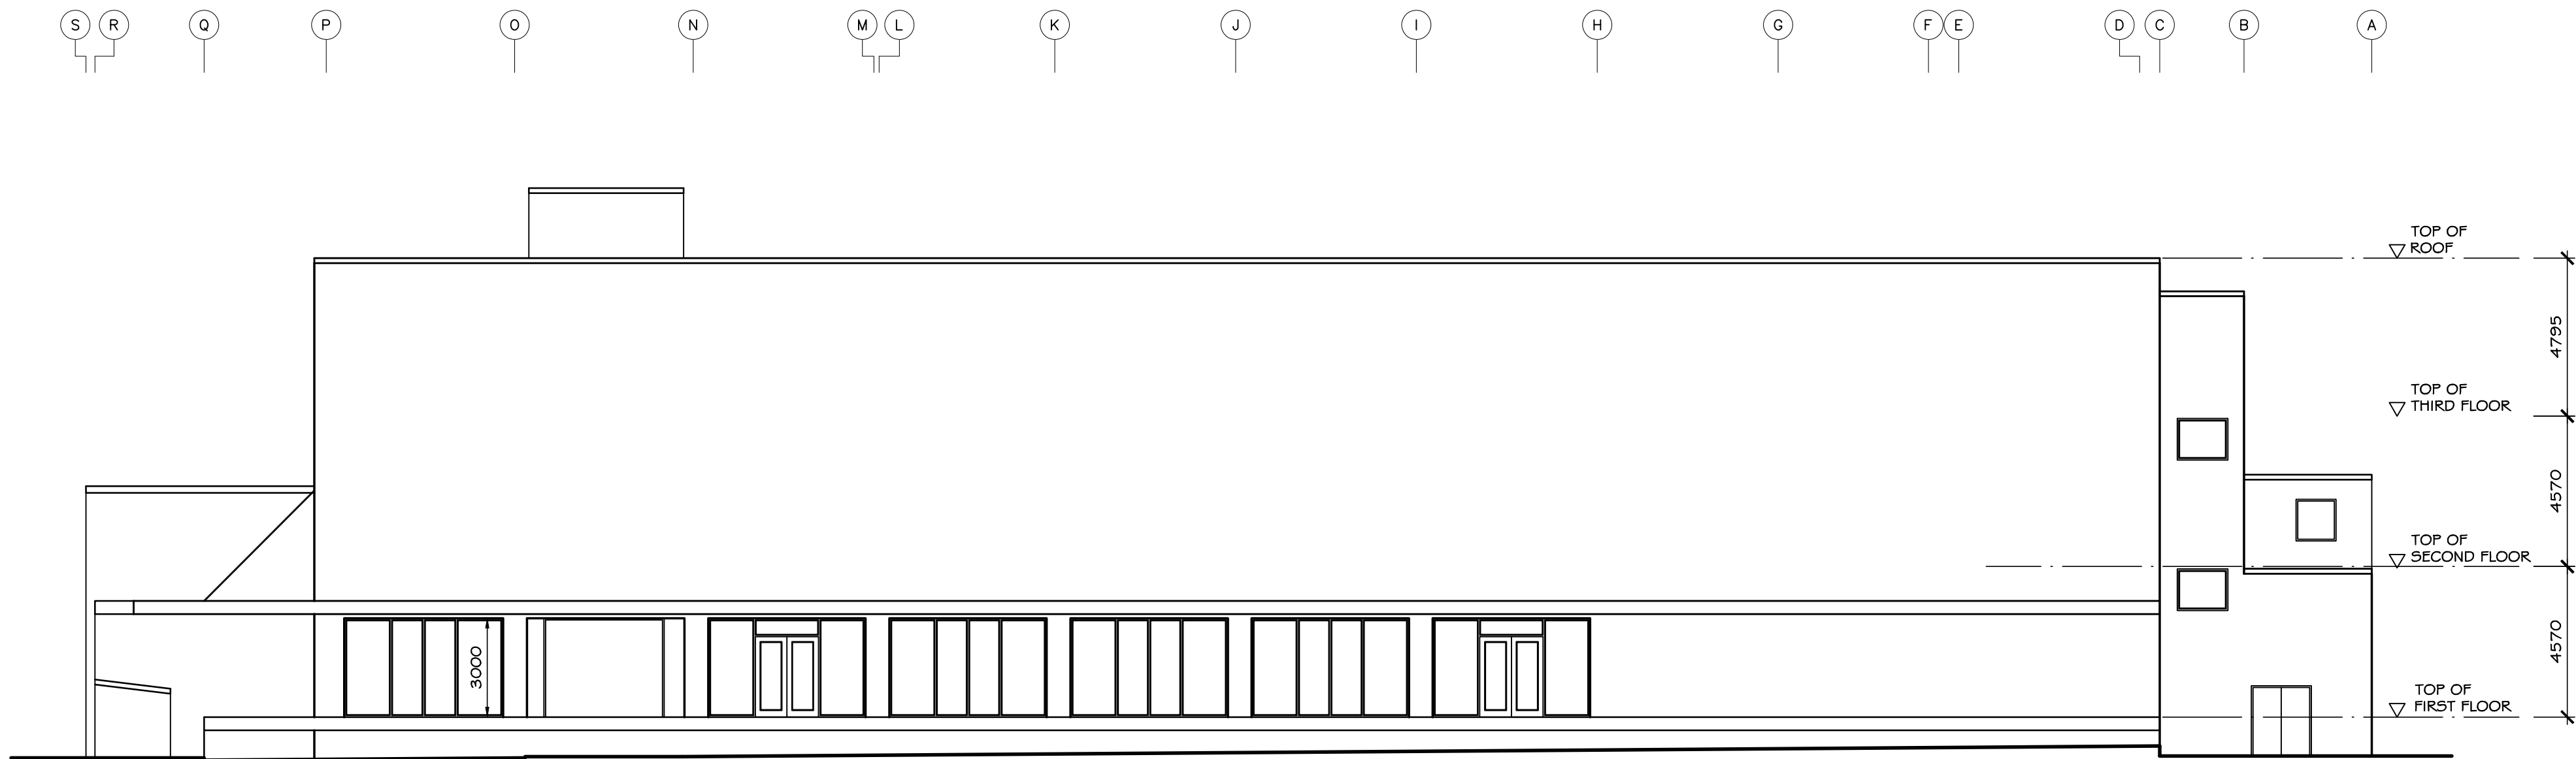 S R Q P O N M L K J I H G F E D C B A
TOP OF
ROOF
4795
TOP OF
THIRD FLOOR
4570
TOP OF
SECOND FLOOR
4570
3000
TOP OF
FIRST FLOOR